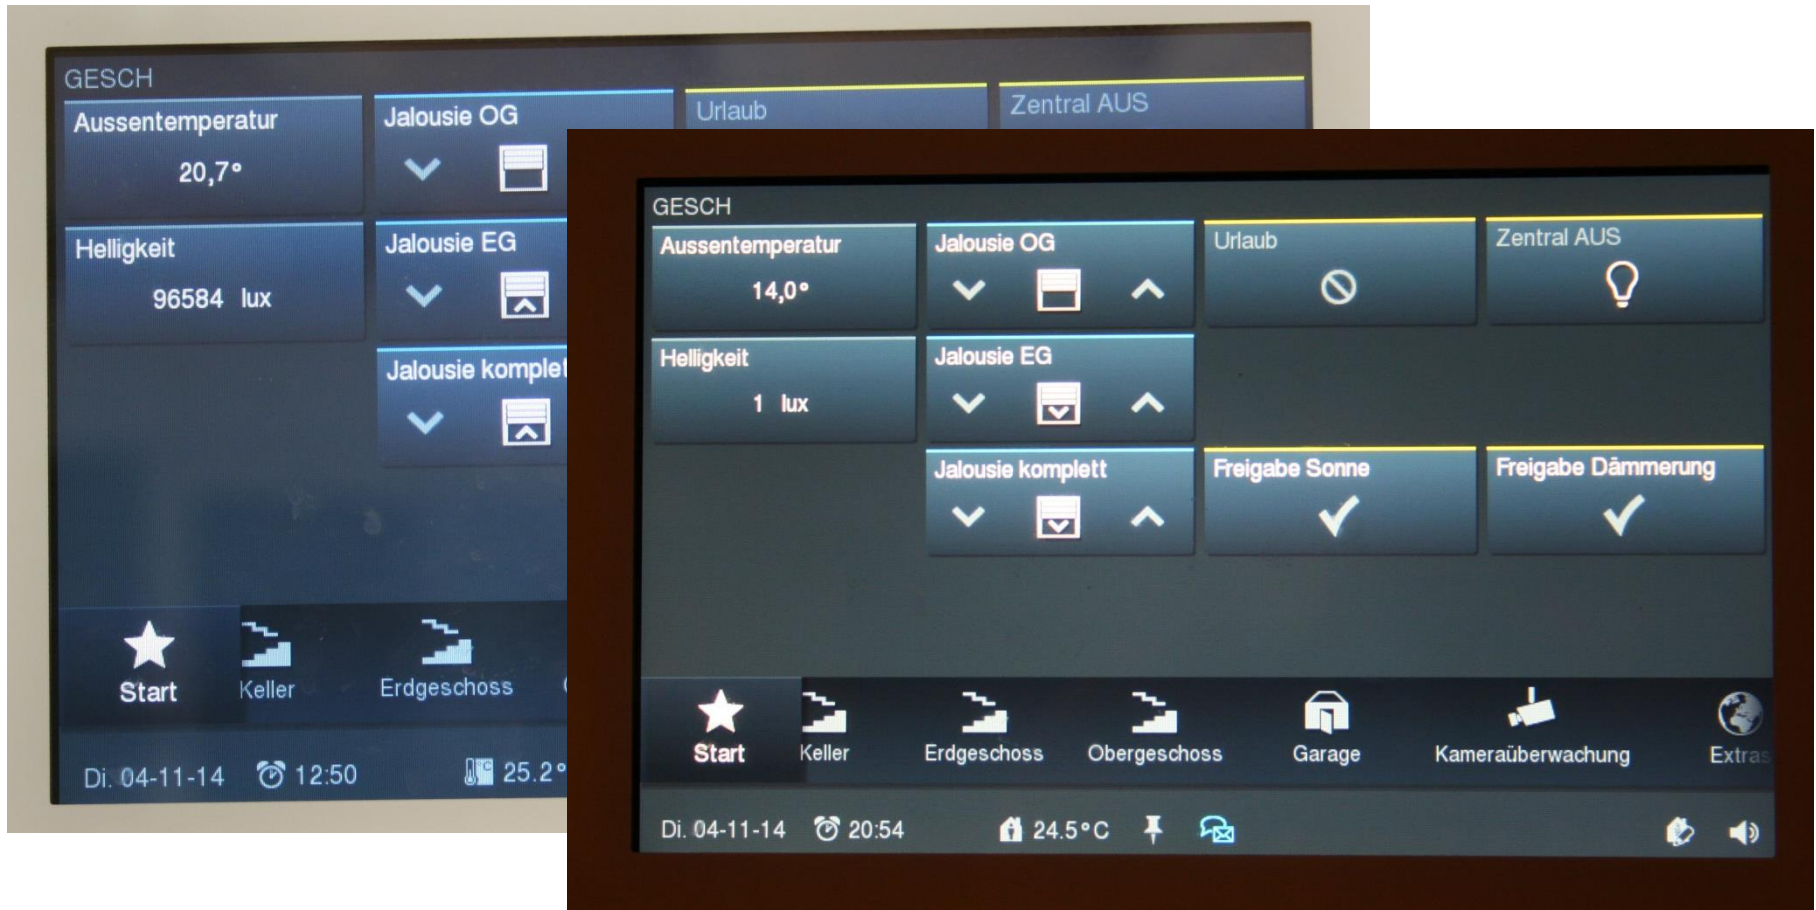 GESCH
Aussentemperatur
20,7°
Jalousie OG
Urlaub
Zentral AUS
Helligkeit
96584 lux
Jalousie EG
Jalousie komplet
Start
Keller
Erdgeschoss
Di. 04-11-14
12:50
25.2°
GESCH
Aussentemperatur
14,0°
Jalousie OG
Urlaub
Zentral AUS
Helligkeit
1 lux
Jalousie EG
Jalousie komplett
Freigabe Sonne
Freigabe Dämmerung
Start
Keller
Erdgeschoss
Obergeschoss
Garage
Kameraüberwachung
Extras
Di. 04-11-14
20:54
24.5°C